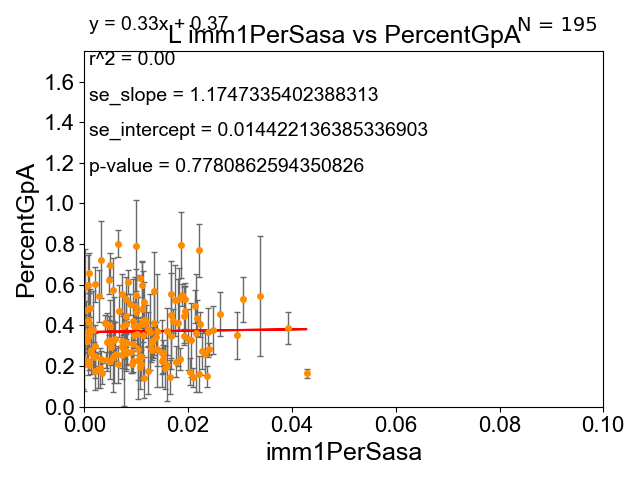 y = 0.33x + 0.37
N = 195
L imm1PerSasa vs PercentGpA
r^2 = 0.00
se_slope = 1.1747335402388313
se_intercept = 0.014422136385336903
p-value = 0.7780862594350826
PercentGpA
1.6
1.4
1.2
1.0
0.8
0.6
0.4
0.2
0.0
0.00 0.02 0.04 0.06 0.08 0.10
imm1PerSasa